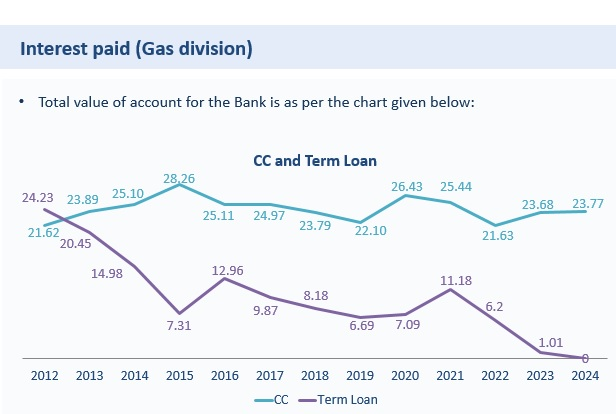 Interest paid (Gas division)
• Total value of account for the Bank is as per the chart given below:
CC and Term Loan
24.23 23.89 25.10 28.26 26.43 25.44 23.68 23.77
21.62 25.11 24.97 23.79 22.10 21.63
20.45 14.98 12.96 11.18
7.31 9.87 8.18 6.69 7.09 6.2 1.01 0
2012 2013 2014 2015 2016 2017 2018 2019 2020 2021 2022 2023 2024
CC Term Loan